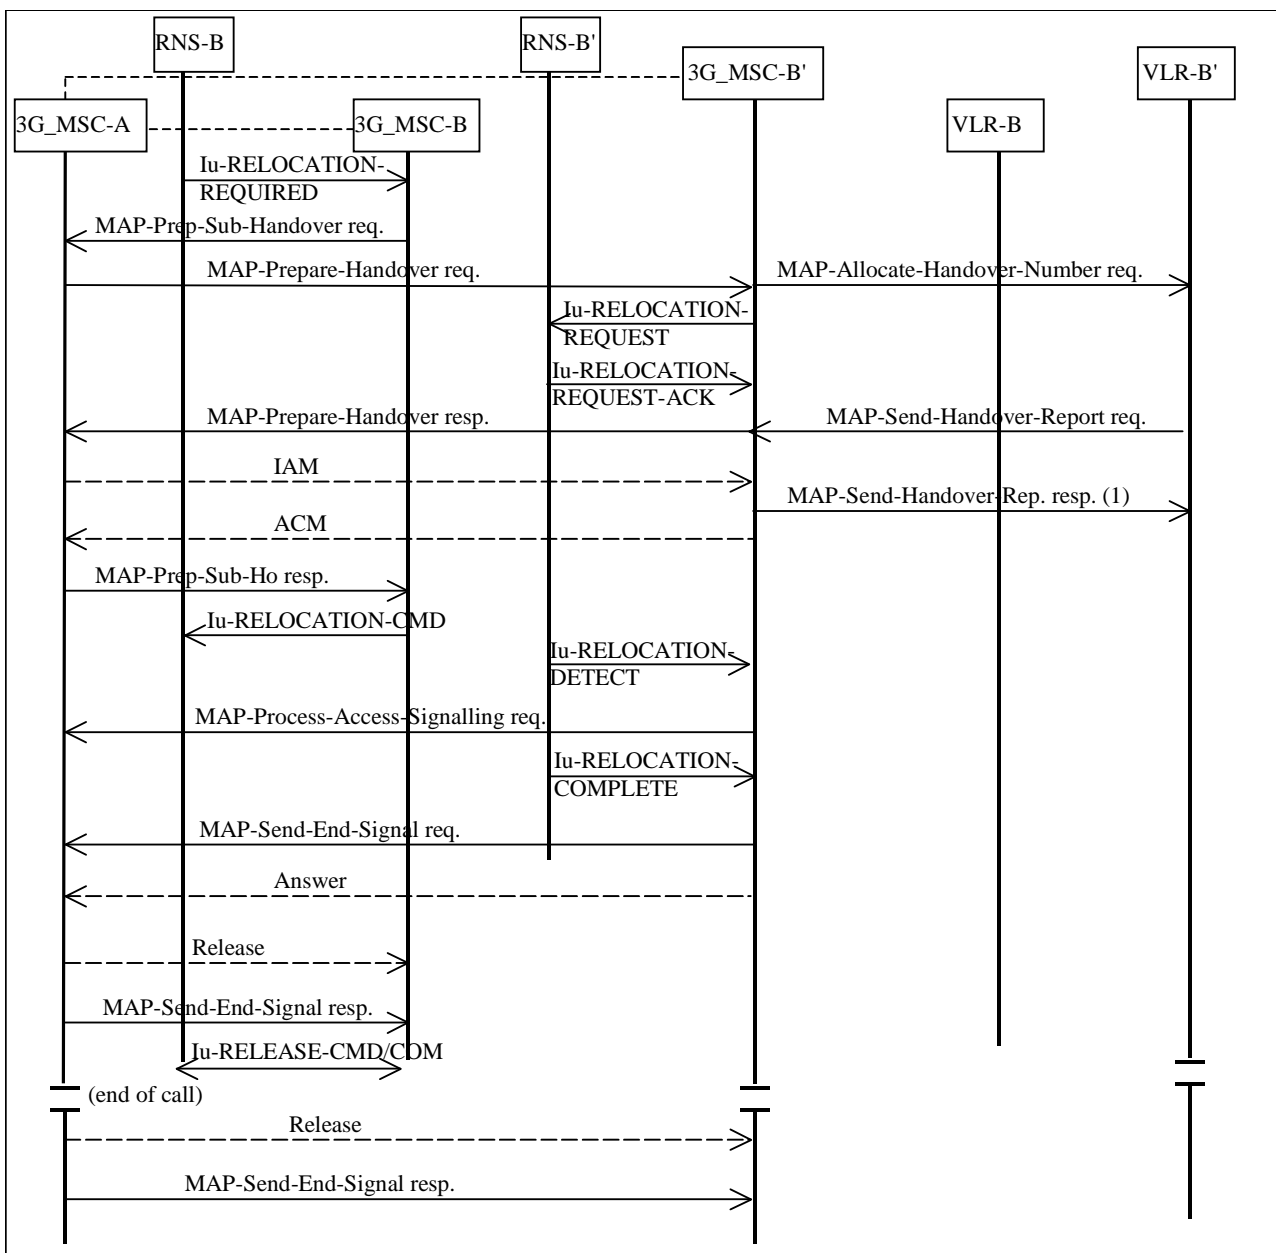 RNS-B
RNS-B'
3G_MSC-B'
VLR-B'
3G_MSC-A
3G_MSC-B
VLR-B
Iu-RELOCATION-
REQUIRED
MAP-Prep-Sub-Handover req.
MAP-Prepare-Handover req.
MAP-Allocate-Handover-Number req.
Iu-RELOCATION-
REQUEST
Iu-RELOCATION-
REQUEST-ACK
MAP-Prepare-Handover resp.
MAP-Send-Handover-Report req.
IAM
MAP-Send-Handover-Rep. resp. (1)
ACM
MAP-Prep-Sub-Ho resp.
Iu-RELOCATION-CMD
Iu-RELOCATION-
DETECT
MAP-Process-Access-Signalling req.
Iu-RELOCATION-
COMPLETE
MAP-Send-End-Signal req.
Answer
Release
MAP-Send-End-Signal resp.
Iu-RELEASE-CMD/COM
(end of call)
Release
MAP-Send-End-Signal resp.